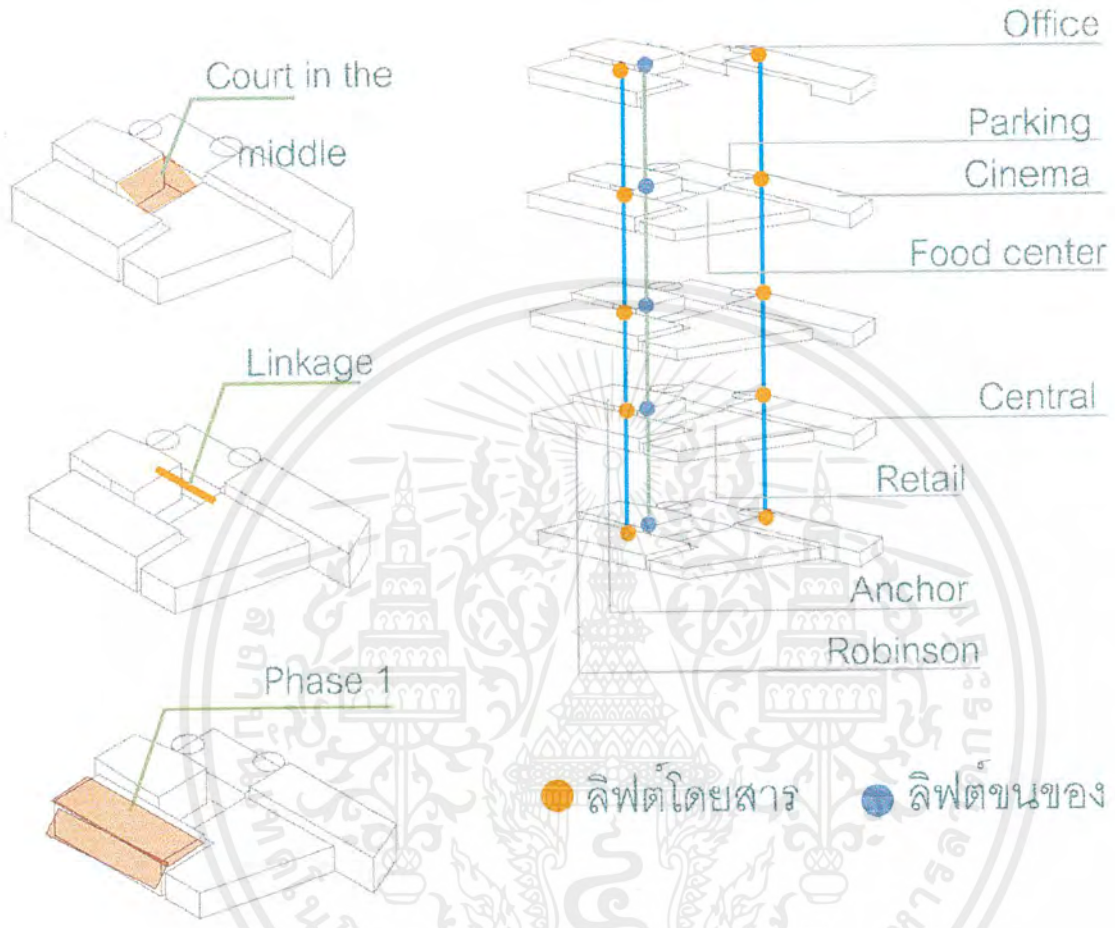 Court in the
middle
Linkage
Phase 1
Office
Parking
Cinema
Food center
Central
Retail
Anchor
Robinson
ลิฟต์โดยสาร
ลิฟต์ขนของ